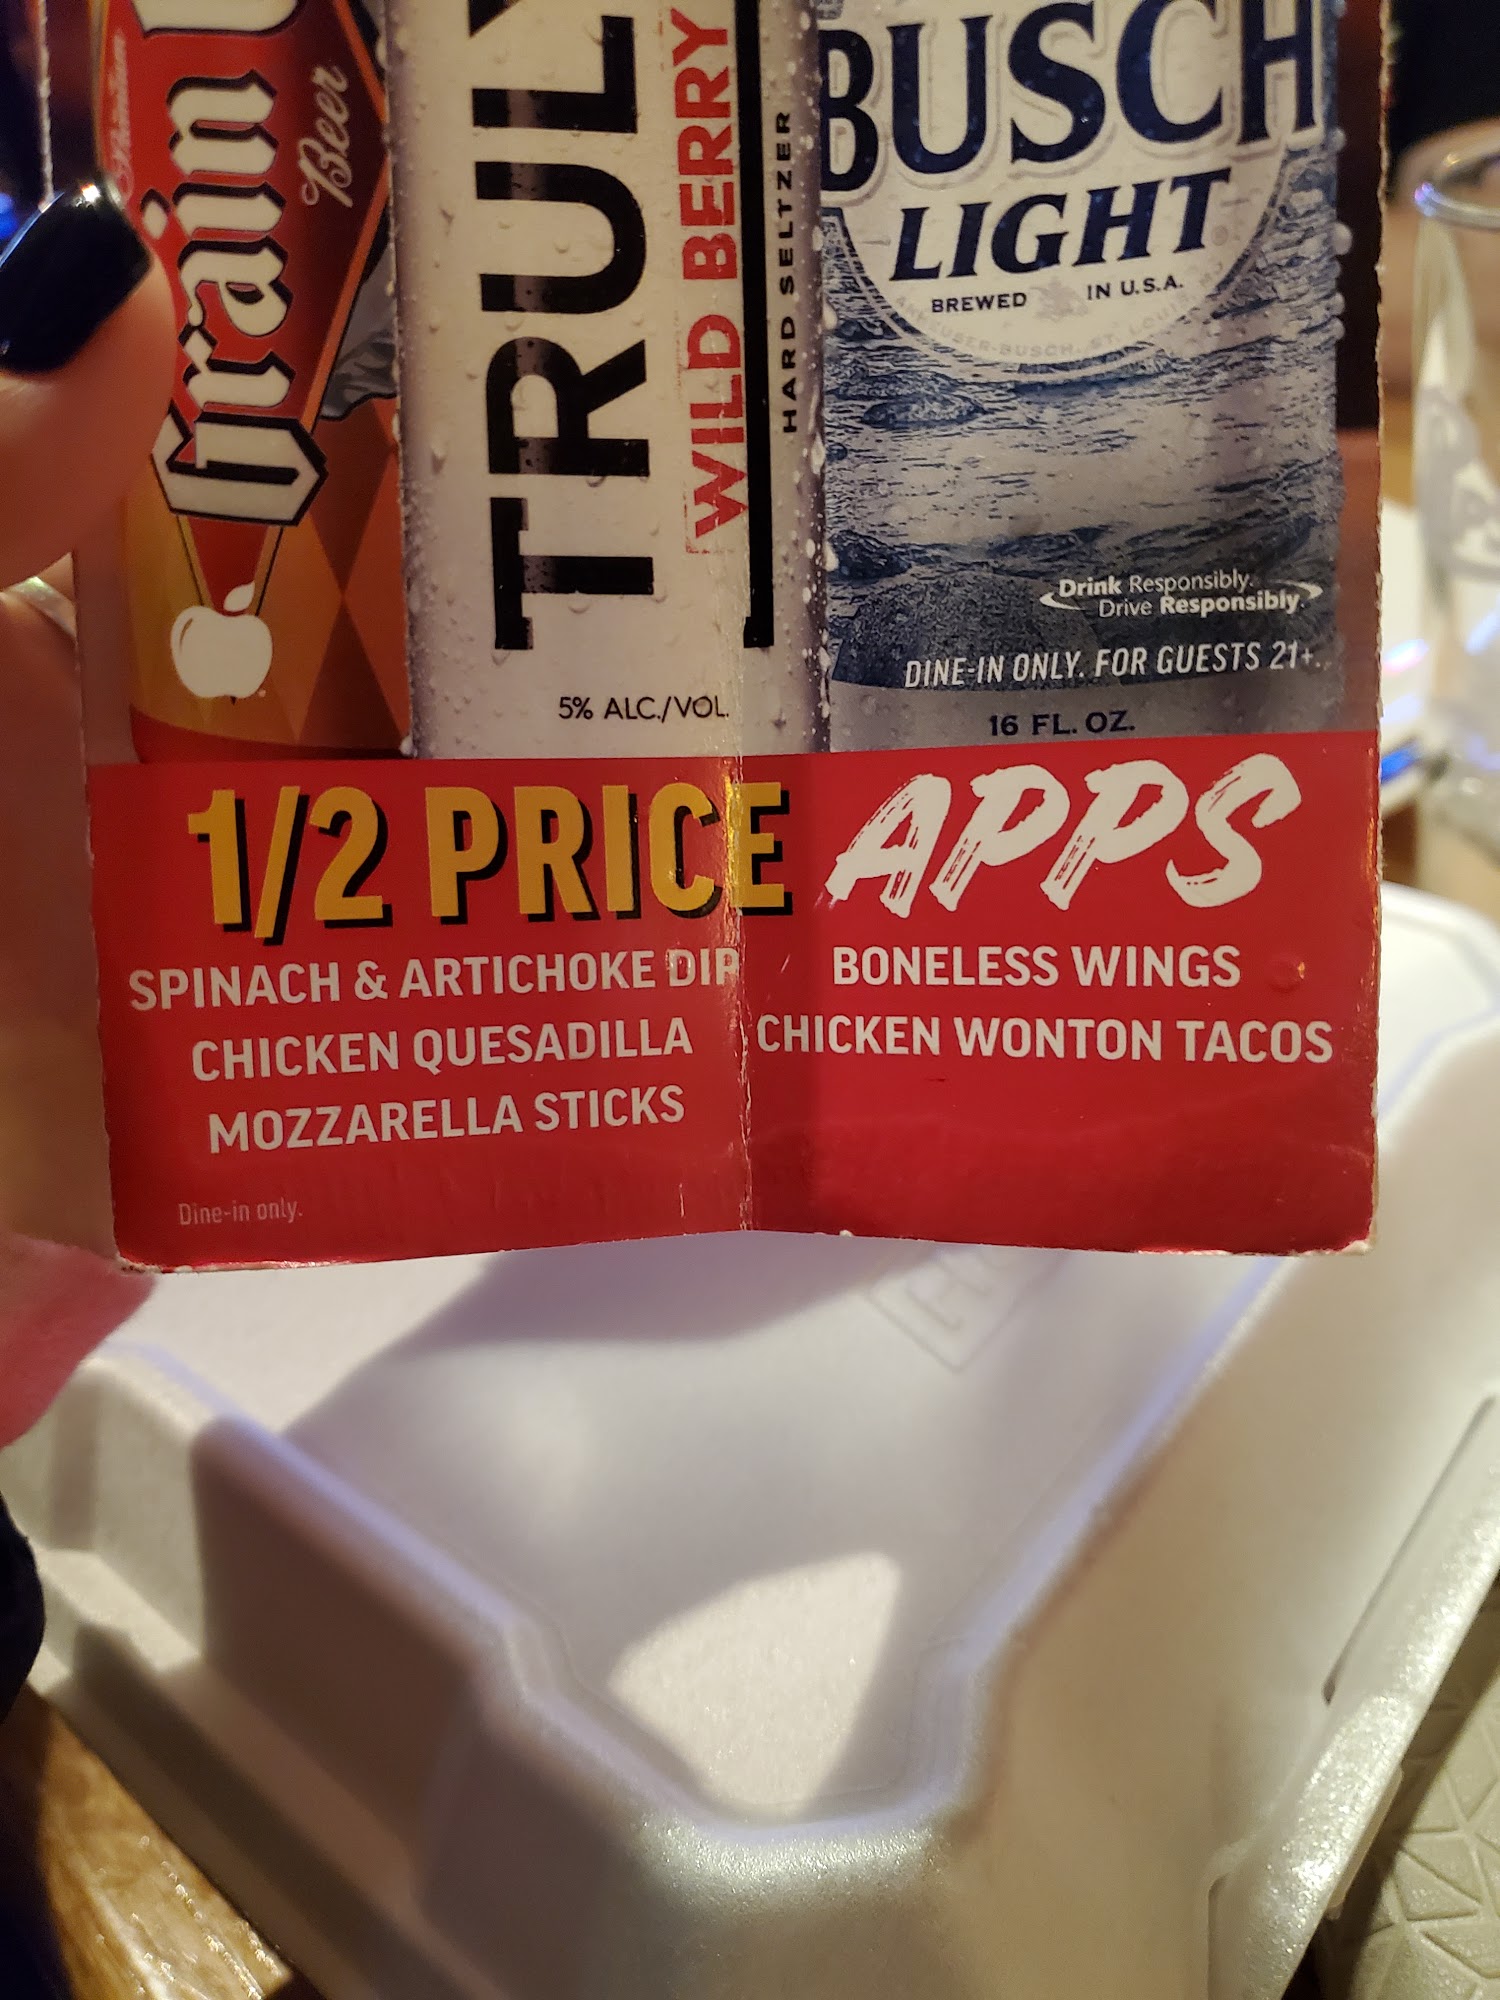 Grain
Beer
TRULY
WILD BERRY
HARD SELTZER
5% ALC./VOL.
BUSCH
LIGHT
BREWED IN U.S.A.
Drink Responsibly.
Drive Responsibly.
DINE-IN ONLY. FOR GUESTS 21+.
16 FL. OZ.
1/2 PRICE APPS
SPINACH & ARTICHOKE DIP
CHICKEN QUESADILLA
MOZZARELLA STICKS
BONELESS WINGS
CHICKEN WONTON TACOS
Dine-in only.